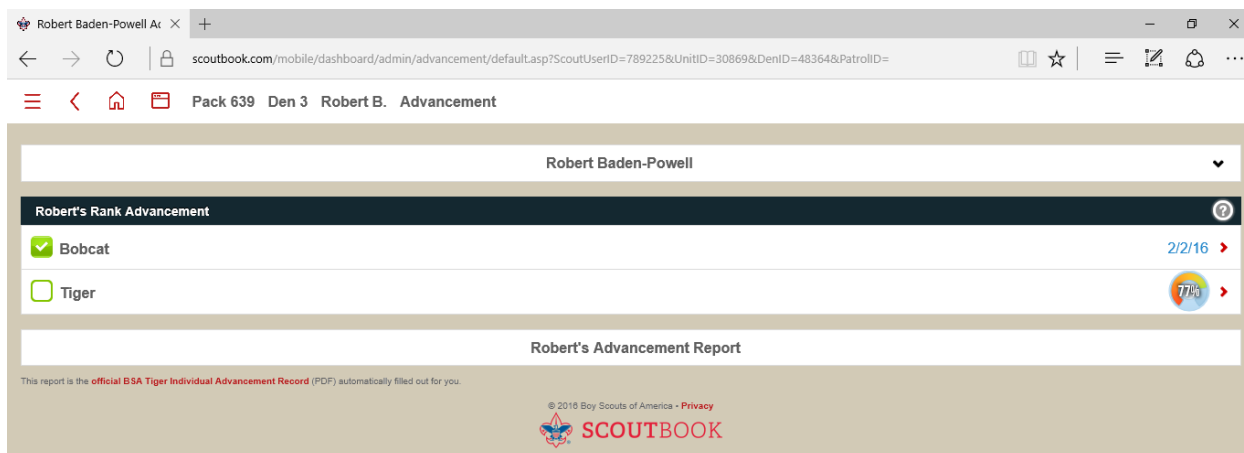 Robert Baden-Powell Ac
scoutbook.com/mobile/dashboard/admin/advancement/default.asp?ScoutUserID=789225&UnitID=30869&DenID=48364&PatrolID=
Pack 639 Den 3 Robert B. Advancement
Robert Baden-Powell
Robert's Rank Advancement
Bobcat 2/2/16
Tiger 77%
Robert's Advancement Report
This report is the official BSA Tiger Individual Advancement Record (PDF) automatically filled out for you.
© 2016 Boy Scouts of America - Privacy
SCOUTBOOK